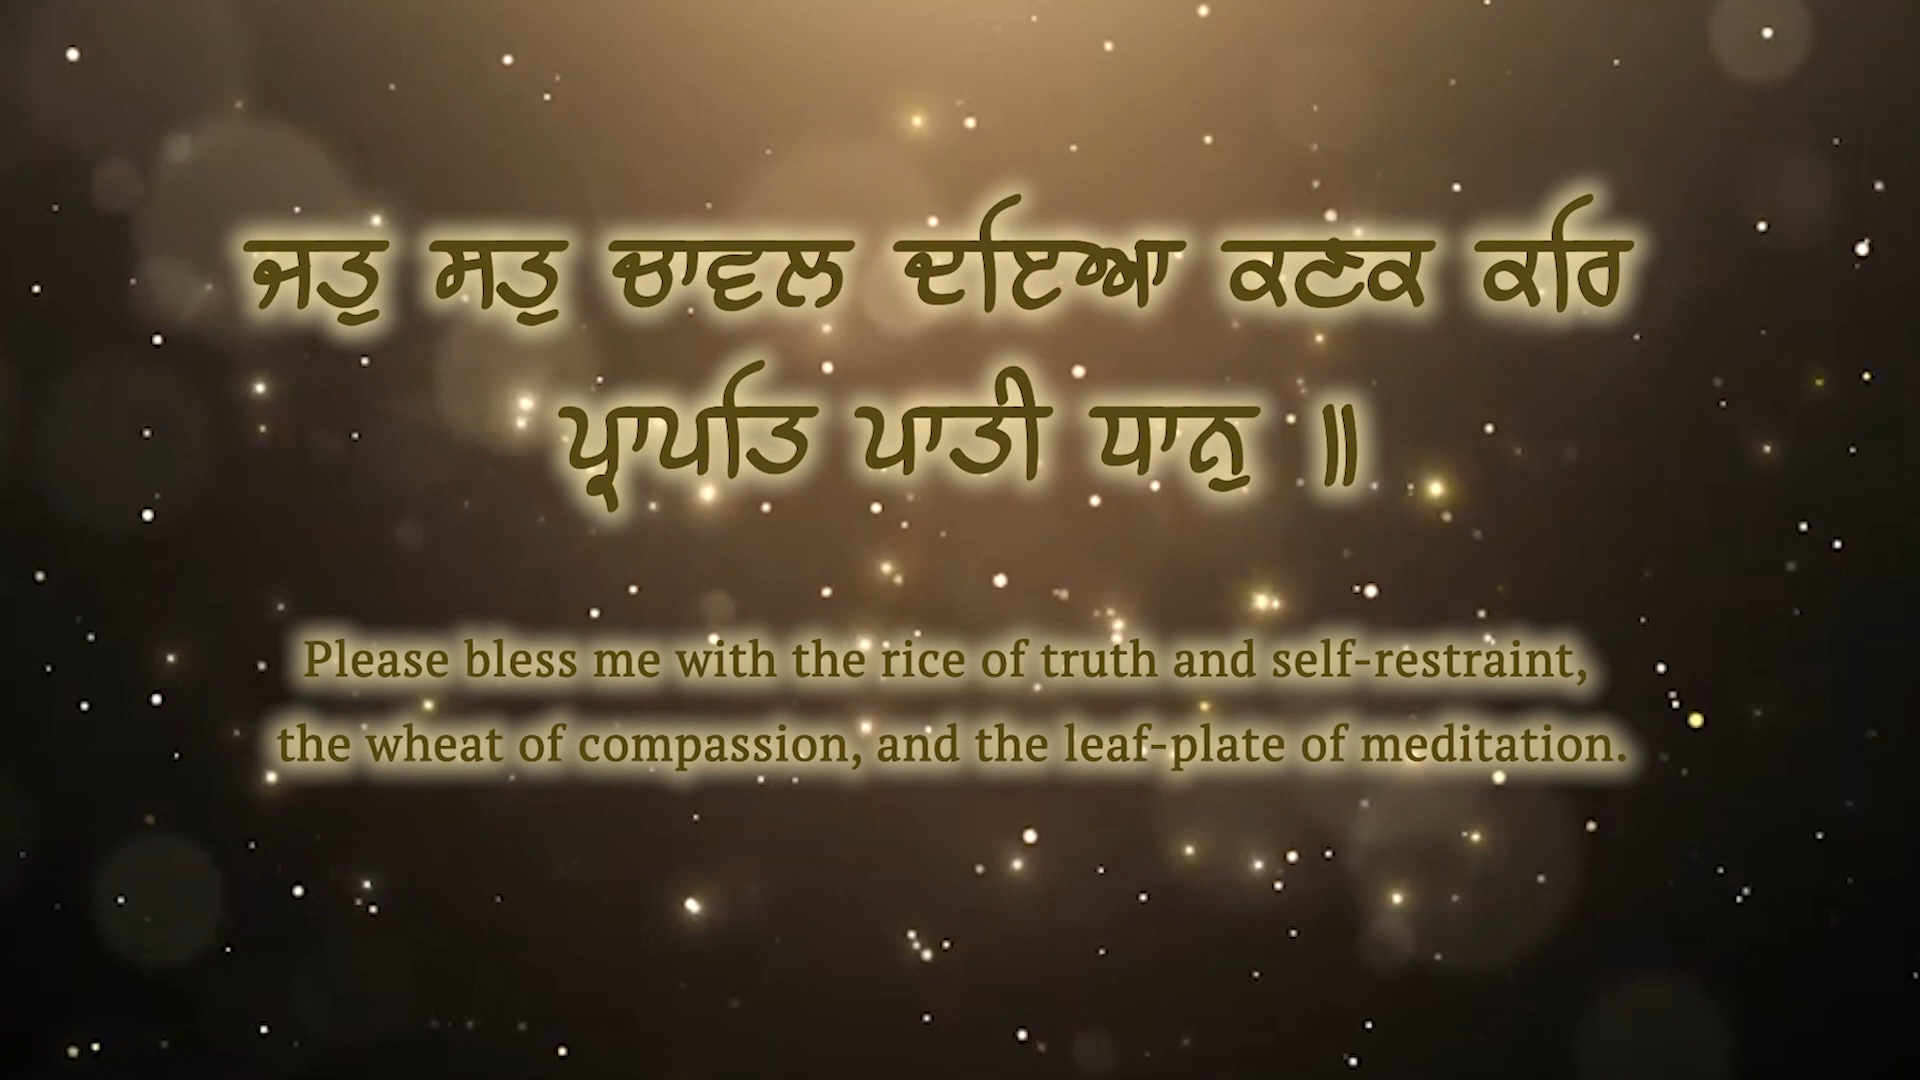 ਜਤੁ ਸਤੁ ਚਾਵਲ ਦਇਆ ਕਣਕ ਕਰਿ
ਪ੍ਰਾਪਤਿ ਪਾਤੀ ਧਾਨੁ ॥
Please bless me with the rice of truth and self-restraint,
the wheat of compassion, and the leaf-plate of meditation.